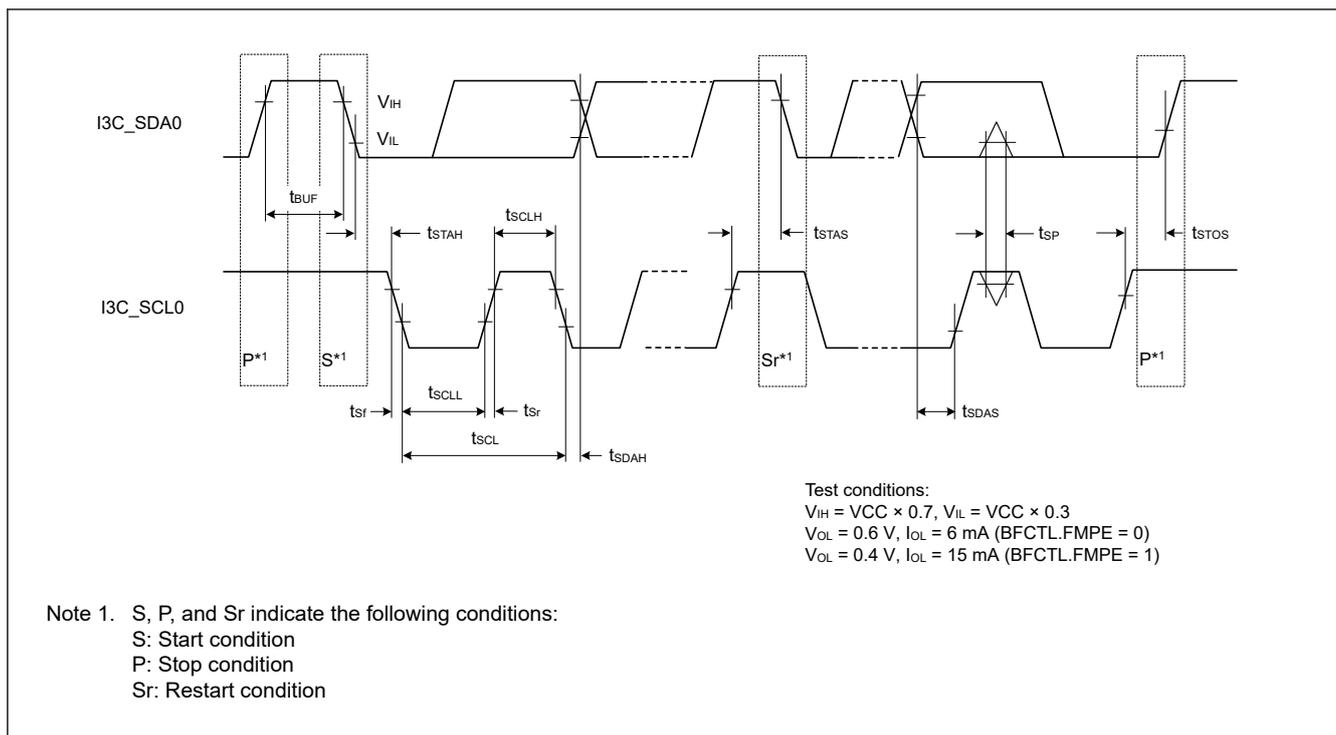 I3C_SDA0
VIH
VIL
tBUF
tSTAH
tSCLH
tSTAS
tSP
tSTOS
I3C_SCL0
P*1
S*1
Sr*1
P*1
tSf
tSCLL
tSr
tSCL
tSDAH
tSDAS
Test conditions:
VIH = VCC × 0.7, VIL = VCC × 0.3
VOL = 0.6 V, IOL = 6 mA (BFCTL.FMPE = 0)
VOL = 0.4 V, IOL = 15 mA (BFCTL.FMPE = 1)
Note 1. S, P, and Sr indicate the following conditions:
S: Start condition
P: Stop condition
Sr: Restart condition